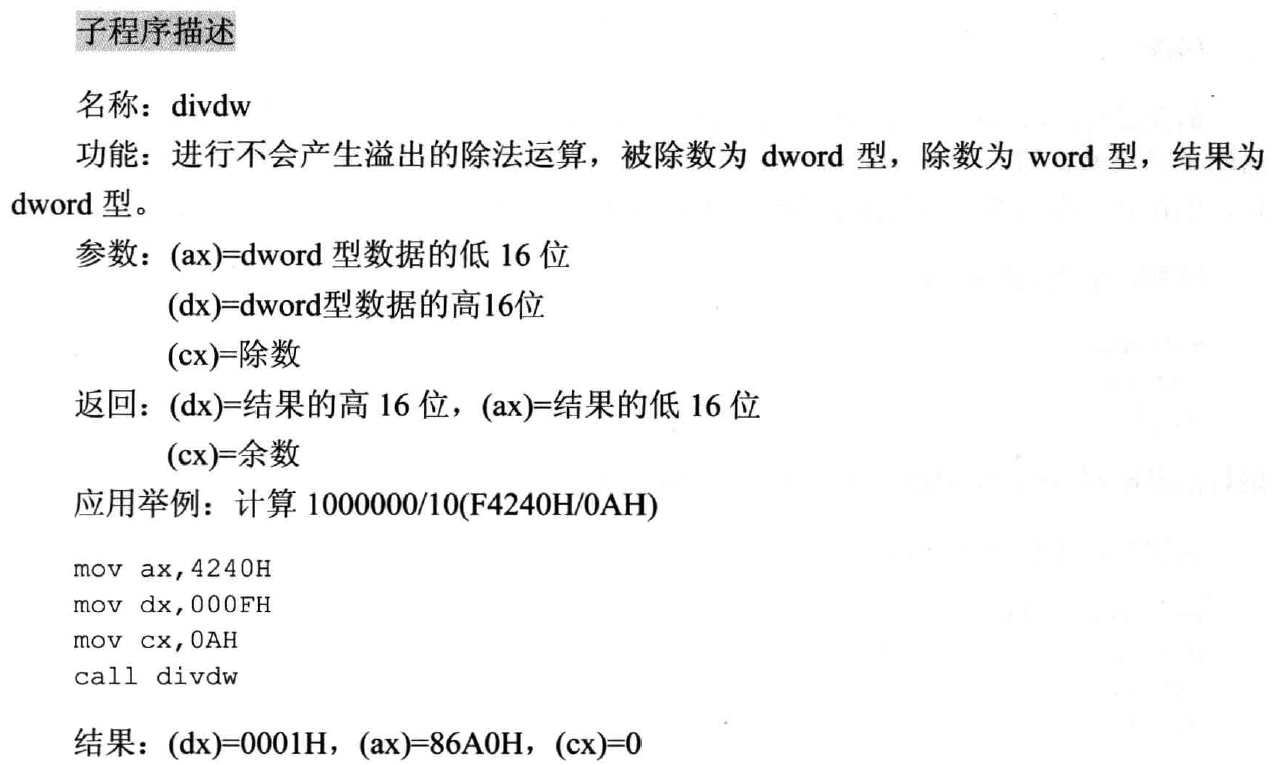 子程序描述
名称：divdw
功能：进行不会产生溢出的除法运算，被除数为 dword 型，除数为 word 型，结果为
dword 型。
参数：(ax)=dword 型数据的低 16 位
(dx)=dword型数据的高16位
(cx)=除数
返回：(dx)=结果的高 16 位，(ax)=结果的低 16 位
(cx)=余数
应用举例：计算 1000000/10(F4240H/0AH)
mov ax,4240H
mov dx,000FH
mov cx,0AH
call divdw
结果：(dx)=0001H，(ax)=86A0H，(cx)=0